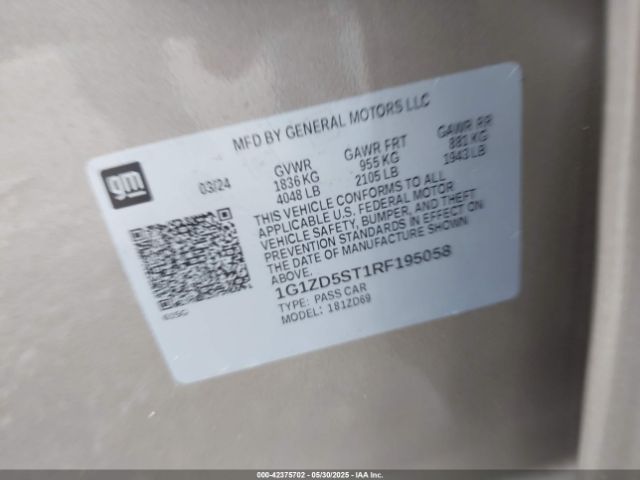 MFD BY GENERAL MOTORS LLC
gm
03/24
GVWR
1836 KG
4048 LB
GAWR FRT
955 KG
2105 LB
GAWR RR
881 KG
1943 LB
THIS VEHICLE CONFORMS TO ALL
APPLICABLE U.S. FEDERAL MOTOR
VEHICLE SAFETY, BUMPER, AND THEFT
PREVENTION STANDARDS IN EFFECT ON
THE DATE OF MANUFACTURE SHOWN
ABOVE.
1G1ZD5ST1RF195058
TYPE: PASS CAR
MODEL: 181ZD69
000-42375702 - 05/30/2025 - IAA Inc.